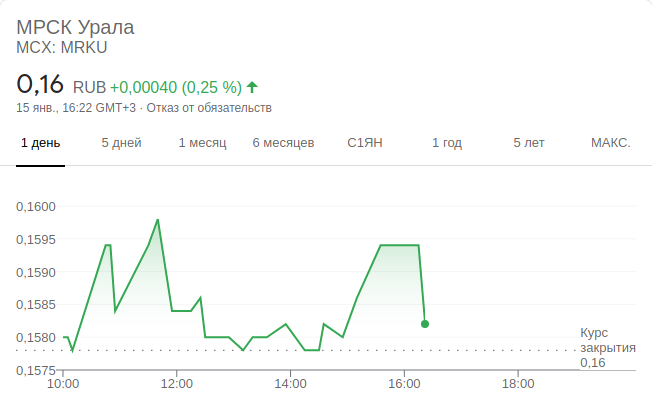 МРСК Урала
MCX: MRKU
0,16 RUB +0,00040 (0,25 %)
15 янв., 16:22 GMT+3 · Отказ от обязательств
1 день 5 дней 1 месяц 6 месяцев С1ЯН 1 год 5 лет МАКС.
0,1600
0,1595
0,1590
0,1585
0,1580
0,1575
Курс
закрытия
0,16
10:00 12:00 14:00 16:00 18:00